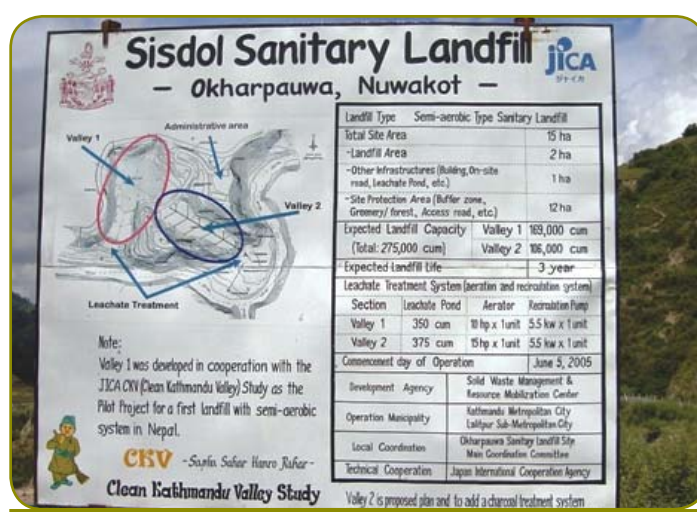 Sisdol Sanitary Landfill
JICA
ジャイカ
– Okharpauwa, Nuwakot –
Administrative area
Valley 1
Valley 2
Leachate Treatment
Note:
Valley 1 was developed in cooperation with the
JICA CKV (Clean Kathmandu Valley) Study as the
Pilot Project for a first landfill with semi-aerobic
system in Nepal.
CKV - Sapha Sahar Hamro Rahar -
Clean Kathmandu Valley Study
Landfill Type Semi-aerobic Type Sanitary Landfill
Total Site Area 15 ha
-Landfill Area 2 ha
-Other Infrastructures (Building, On-site
road, Leachate Pond, etc.) 1 ha
-Site Protection Area (Buffer zone,
Greenery/ forest, Access road, etc.) 12 ha
Expected Landfill Capacity Valley 1 169,000 cum
(Total: 275,000 cum) Valley 2 106,000 cum
Expected Landfill Life 3 year
Leachate Treatment System (aeration and recirculation system)
Section Leachate Pond Aerator Recirculation Pump
Valley 1 350 cum 10 hp x 1 unit 5.5 kw x 1 unit
Valley 2 375 cum 15 hp x 1 unit 5.5 kw x 1 unit
Commencement day of Operation June 5, 2005
Development Agency Solid Waste Management &
Resource Mobilization Center
Operation Municipality Kathmandu Metropolitan City
Lalitpur Sub-Metropolitan City
Local Coordination Okharpauwa Sanitary Landfill Site
Main Coordination Committee
Technical Cooperation Japan International Cooperation Agency
Valley 2 is proposed plan and to add a charcoal treatment system